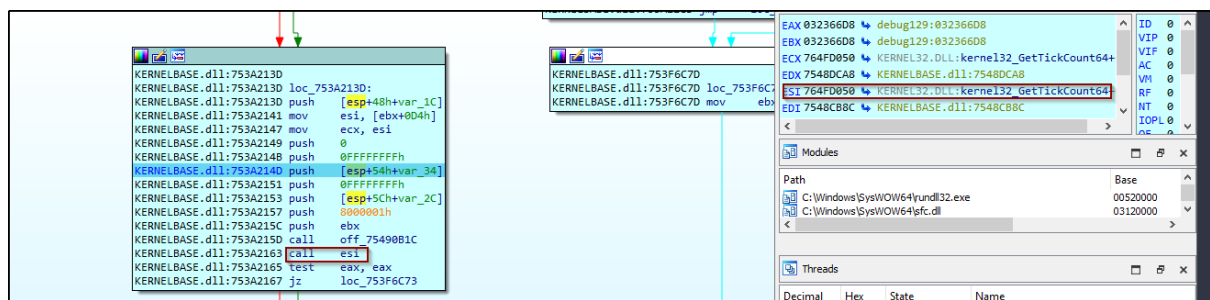 KERNELBASE.dll:753A213D
KERNELBASE.dll:753A213D loc_753A213D:
KERNELBASE.dll:753A213D push [esp+48h+var_1C]
KERNELBASE.dll:753A2141 mov esi, [ebx+0D4h]
KERNELBASE.dll:753A2147 mov ecx, esi
KERNELBASE.dll:753A2149 push 0
KERNELBASE.dll:753A214B push 0FFFFFFFFh
KERNELBASE.dll:753A214D push [esp+54h+var_34]
KERNELBASE.dll:753A2151 push 0FFFFFFFFh
KERNELBASE.dll:753A2153 push [esp+5Ch+var_2C]
KERNELBASE.dll:753A2157 push 8000001h
KERNELBASE.dll:753A215C push ebx
KERNELBASE.dll:753A215D call off_75490B1C
KERNELBASE.dll:753A2163 call esi
KERNELBASE.dll:753A2165 test eax, eax
KERNELBASE.dll:753A2167 jz loc_753F6C73
KERNELBASE.dll:753F6C7D
KERNELBASE.dll:753F6C7D loc_753F6C7
KERNELBASE.dll:753F6C7D mov eb
EAX 032366D8 debug129:032366D8
EBX 032366D8 debug129:032366D8
ECX 764FD050 KERNEL32.DLL:kernel32_GetTickCount64+
EDX 7548DCA8 KERNELBASE.dll:7548DCA8
ESI 764FD050 KERNEL32.DLL:kernel32_GetTickCount64+
EDI 7548CB8C KERNELBASE.dll:7548CB8C
ID 0
VIP 0
VIF 0
AC 0
VM 0
RF 0
NT 0
IOPL 0
Modules
Path Base
C:\Windows\SysWOW64\rundll32.exe 00520000
C:\Windows\SysWOW64\sfc.dll 03120000
Threads
Decimal Hex State Name